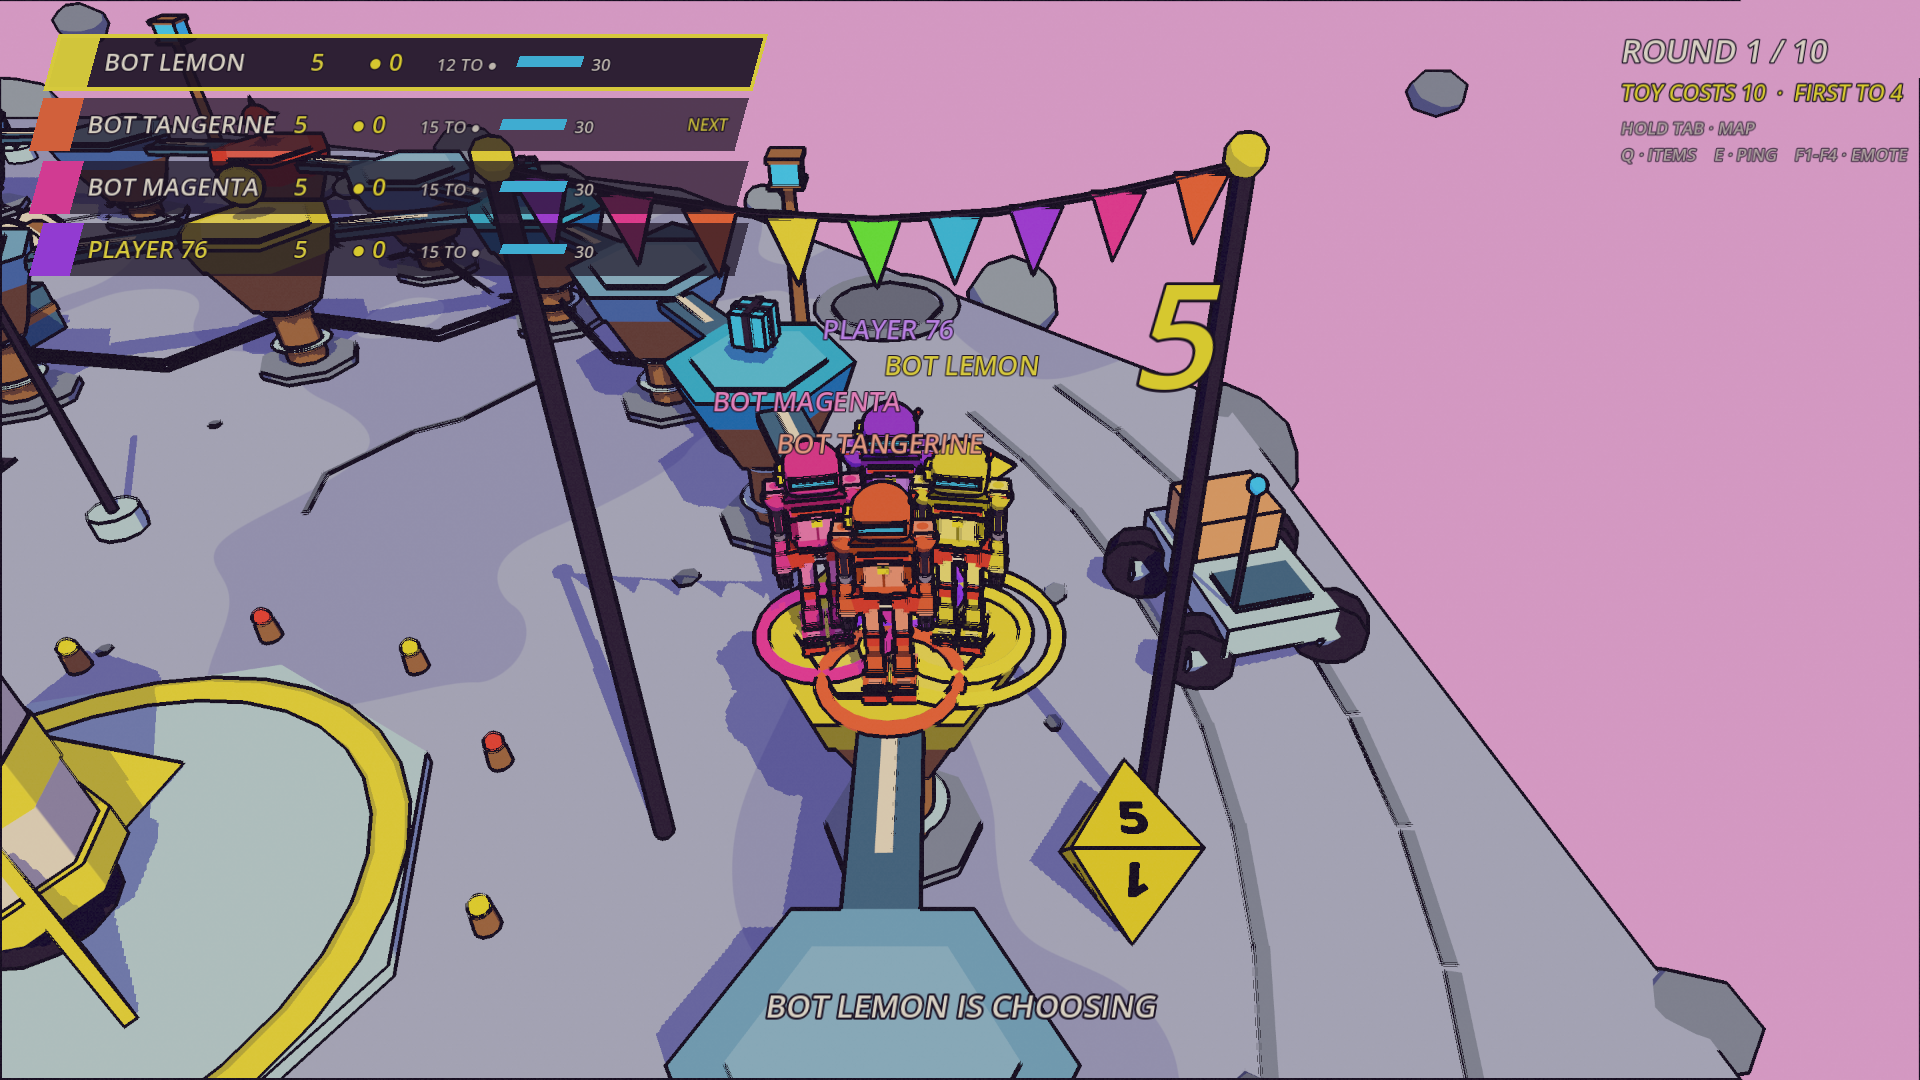 BOT LEMON 5 0 12 TO 30
BOT TANGERINE 5 0 15 TO 30 NEXT
BOT MAGENTA 5 0 15 TO 30
PLAYER 76 5 0 15 TO 30
ROUND 1 / 10
TOY COSTS 10 · FIRST TO 4
HOLD TAB · MAP
Q · ITEMS E · PING F1-F4 · EMOTE
5
PLAYER 76
BOT LEMON
BOT MAGENTA
BOT TANGERINE
5
1
BOT LEMON IS CHOOSING